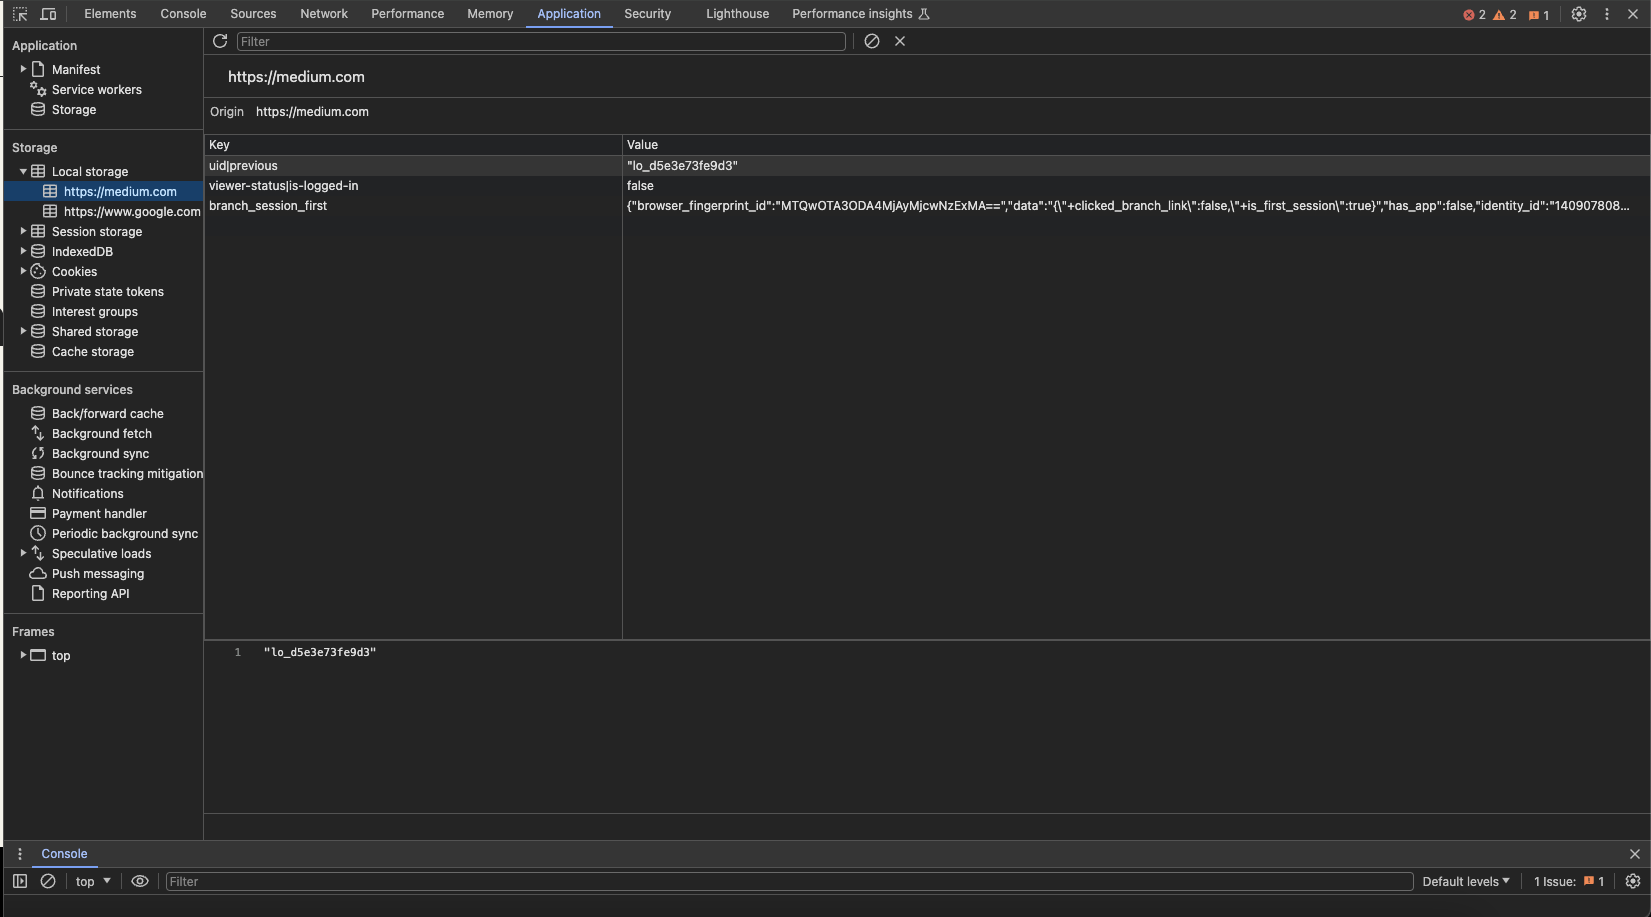 Elements Console Sources Network Performance Memory Application Security Lighthouse Performance insights 2 2 1
Application
Manifest
Service workers
Storage
Storage
Local storage
https://medium.com
https://www.google.com
Session storage
IndexedDB
Cookies
Private state tokens
Interest groups
Shared storage
Cache storage
Background services
Back/forward cache
Background fetch
Background sync
Bounce tracking mitigation
Notifications
Payment handler
Periodic background sync
Speculative loads
Push messaging
Reporting API
Frames
top
Filter
https://medium.com
Origin https://medium.com
Key Value
uid|previous "lo_d5e3e73fe9d3"
viewer-status|is-logged-in false
branch_session_first {"browser_fingerprint_id":"MTQwOTA3ODA4MjAyMjcwNzExMA==","data":"{\"+clicked_branch_link\":false,\"+is_first_session\":true}","has_app":false,"identity_id":"140907808…
1 "lo_d5e3e73fe9d3"
Console
top Filter Default levels 1 Issue: 1